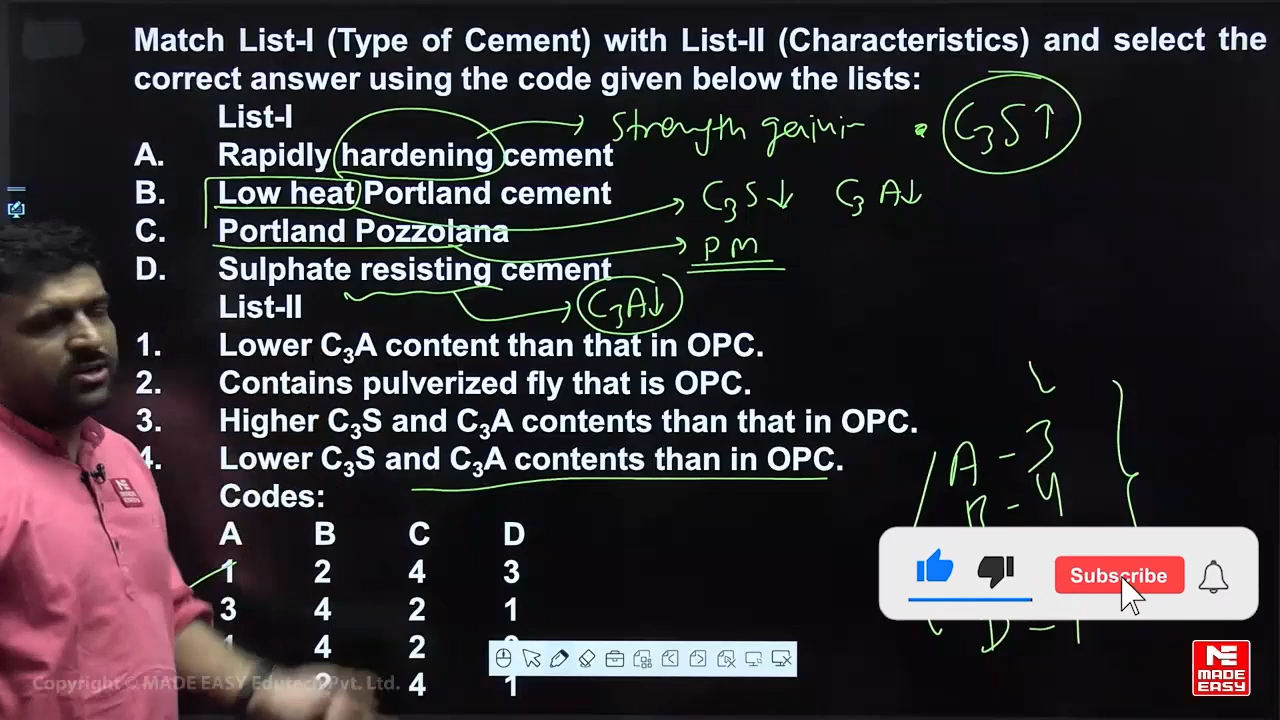 Match List-I (Type of Cement) with List-II (Characteristics) and select the
correct answer using the code given below the lists:
List-I
strength C₃S↑
A. Rapidly hardening cement
B. Low heat Portland cement C₃S↓ C₃A↓
C. Portland Pozzolana PM
D. Sulphate resisting cement
List-II C₃A↓
1. Lower C₃A content than that in OPC.
2. Contains pulverized fly that is OPC.
3. Higher C₃S and C₃A contents than that in OPC.
4. Lower C₃S and C₃A contents than in OPC.
A - 3
- 4
Codes:
A B C D
1 2 4 3
3 4 2 1
4 2
4 1
D - 1
Subscribe
Copyright © MADE EASY Edutech Pvt. Ltd.
MADE EASY
MADE EASY